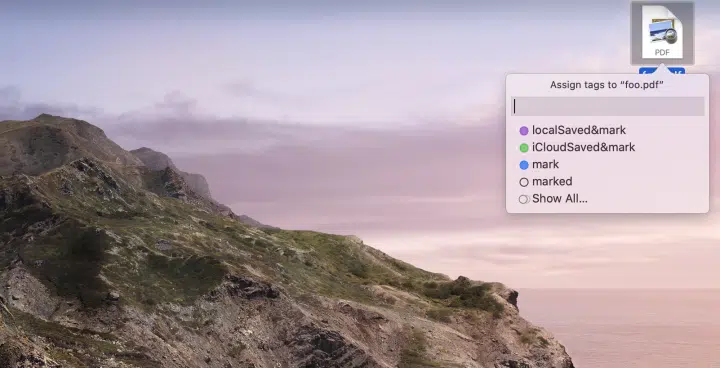 PDF
Assign tags to “foo.pdf”
localSaved&mark
iCloudSaved&mark
mark
marked
Show All...